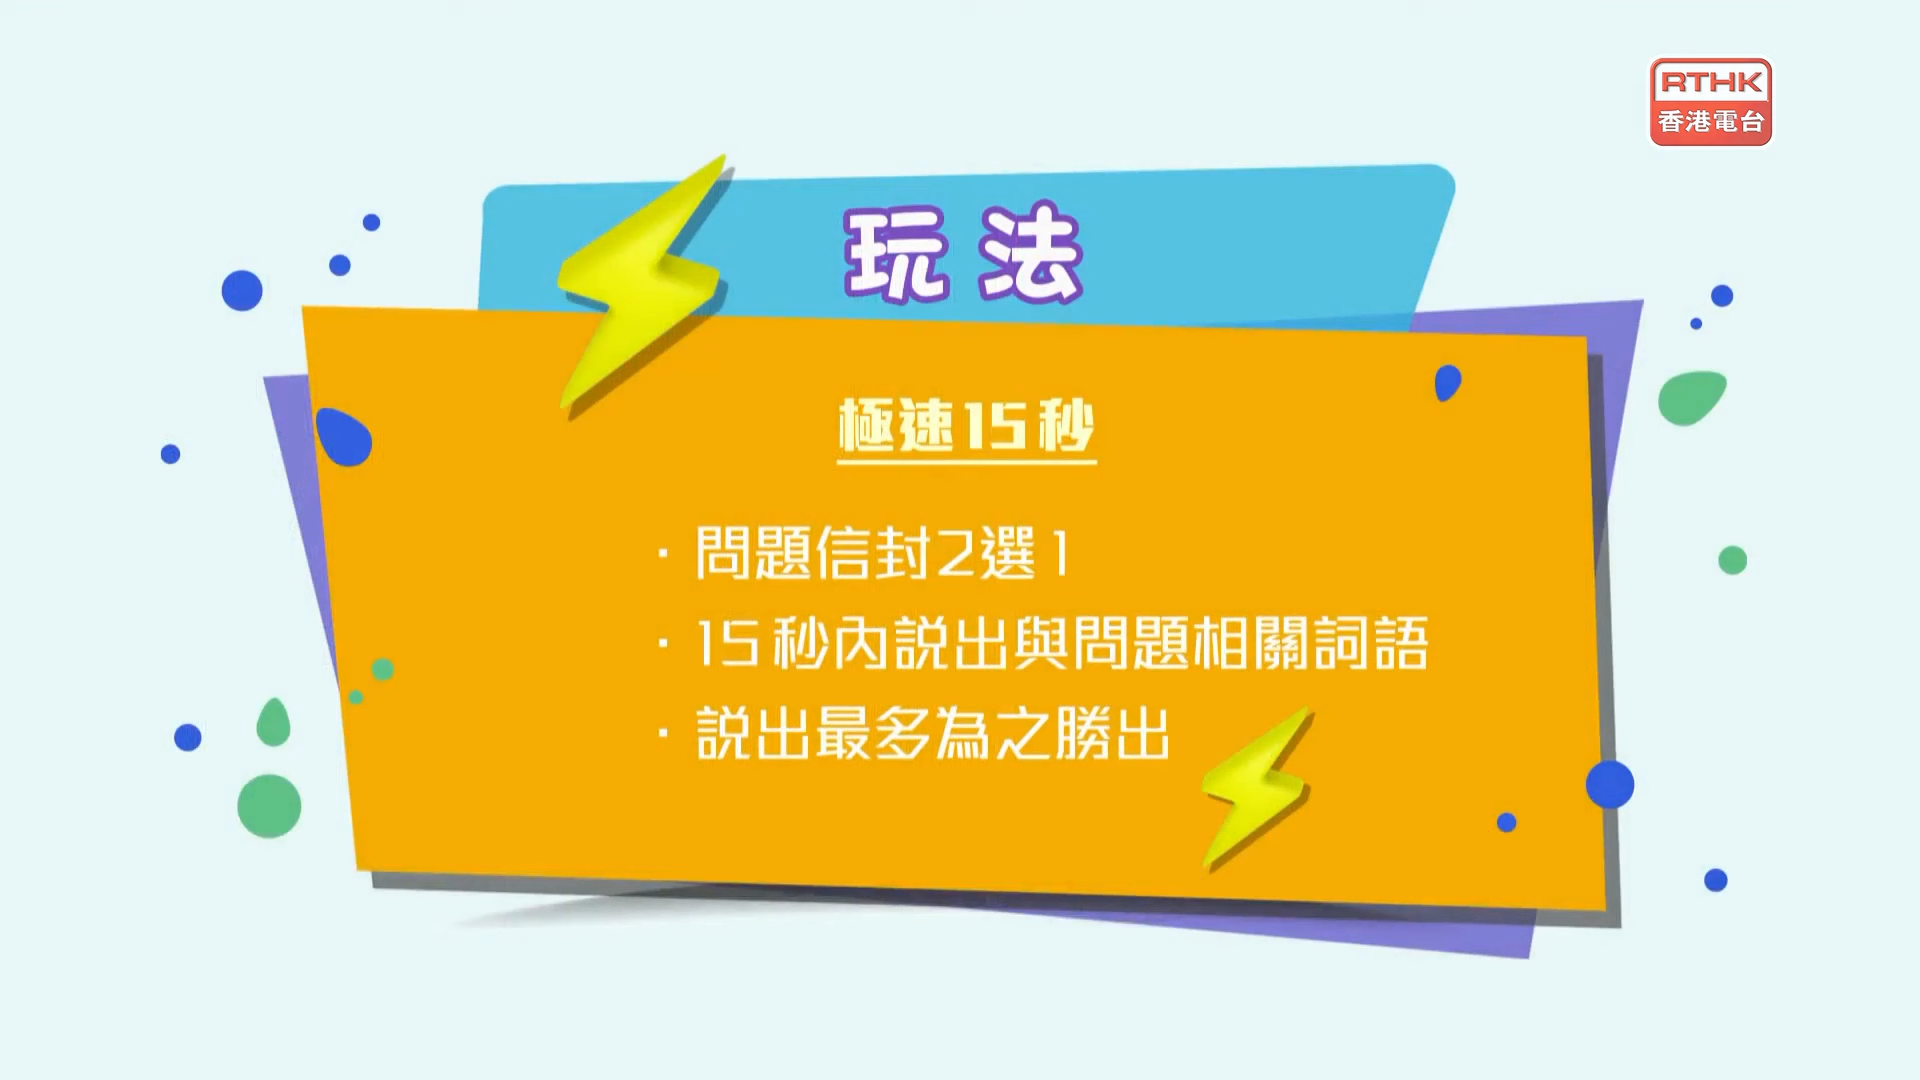 RTHK
香港電台
玩法
極速15秒
· 問題信封2選1
· 15秒內説出與問題相關詞語
· 説出最多為之勝出